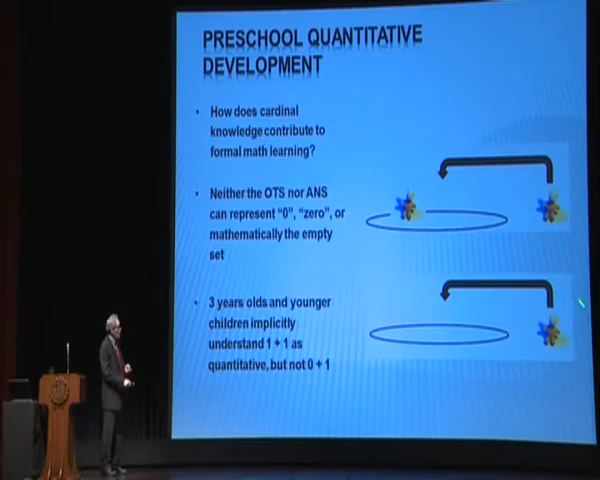 PRESCHOOL QUANTITATIVE
DEVELOPMENT
• How does cardinal
knowledge contribute to
formal math learning?
• Neither the OTS nor ANS
can represent "0", "zero", or
mathematically the empty
set
• 3 years olds and younger
children implicitly
understand 1 + 1 as
quantitative, but not 0 + 1